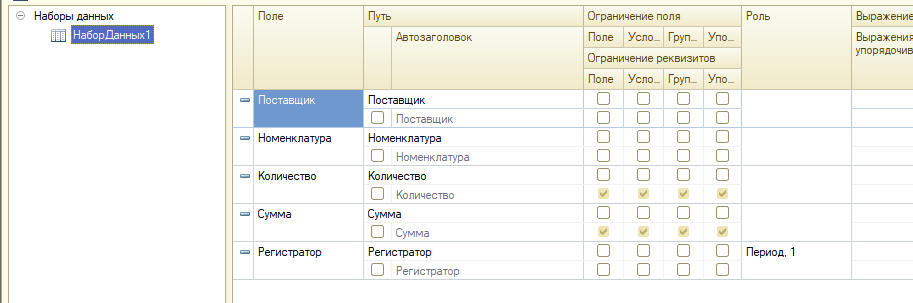 Наборы данных
НаборДанных1
Поле Путь Ограничение поля Роль Выражение
Автозаголовок Поле Усло... Груп... Упо... Выражения
упорядочив
Ограничение реквизитов
Поле Усло... Груп... Упо...
Поставщик Поставщик
Поставщик
Номенклатура Номенклатура
Номенклатура
Количество Количество
Количество
Сумма Сумма
Сумма
Регистратор Регистратор Период, 1
Регистратор